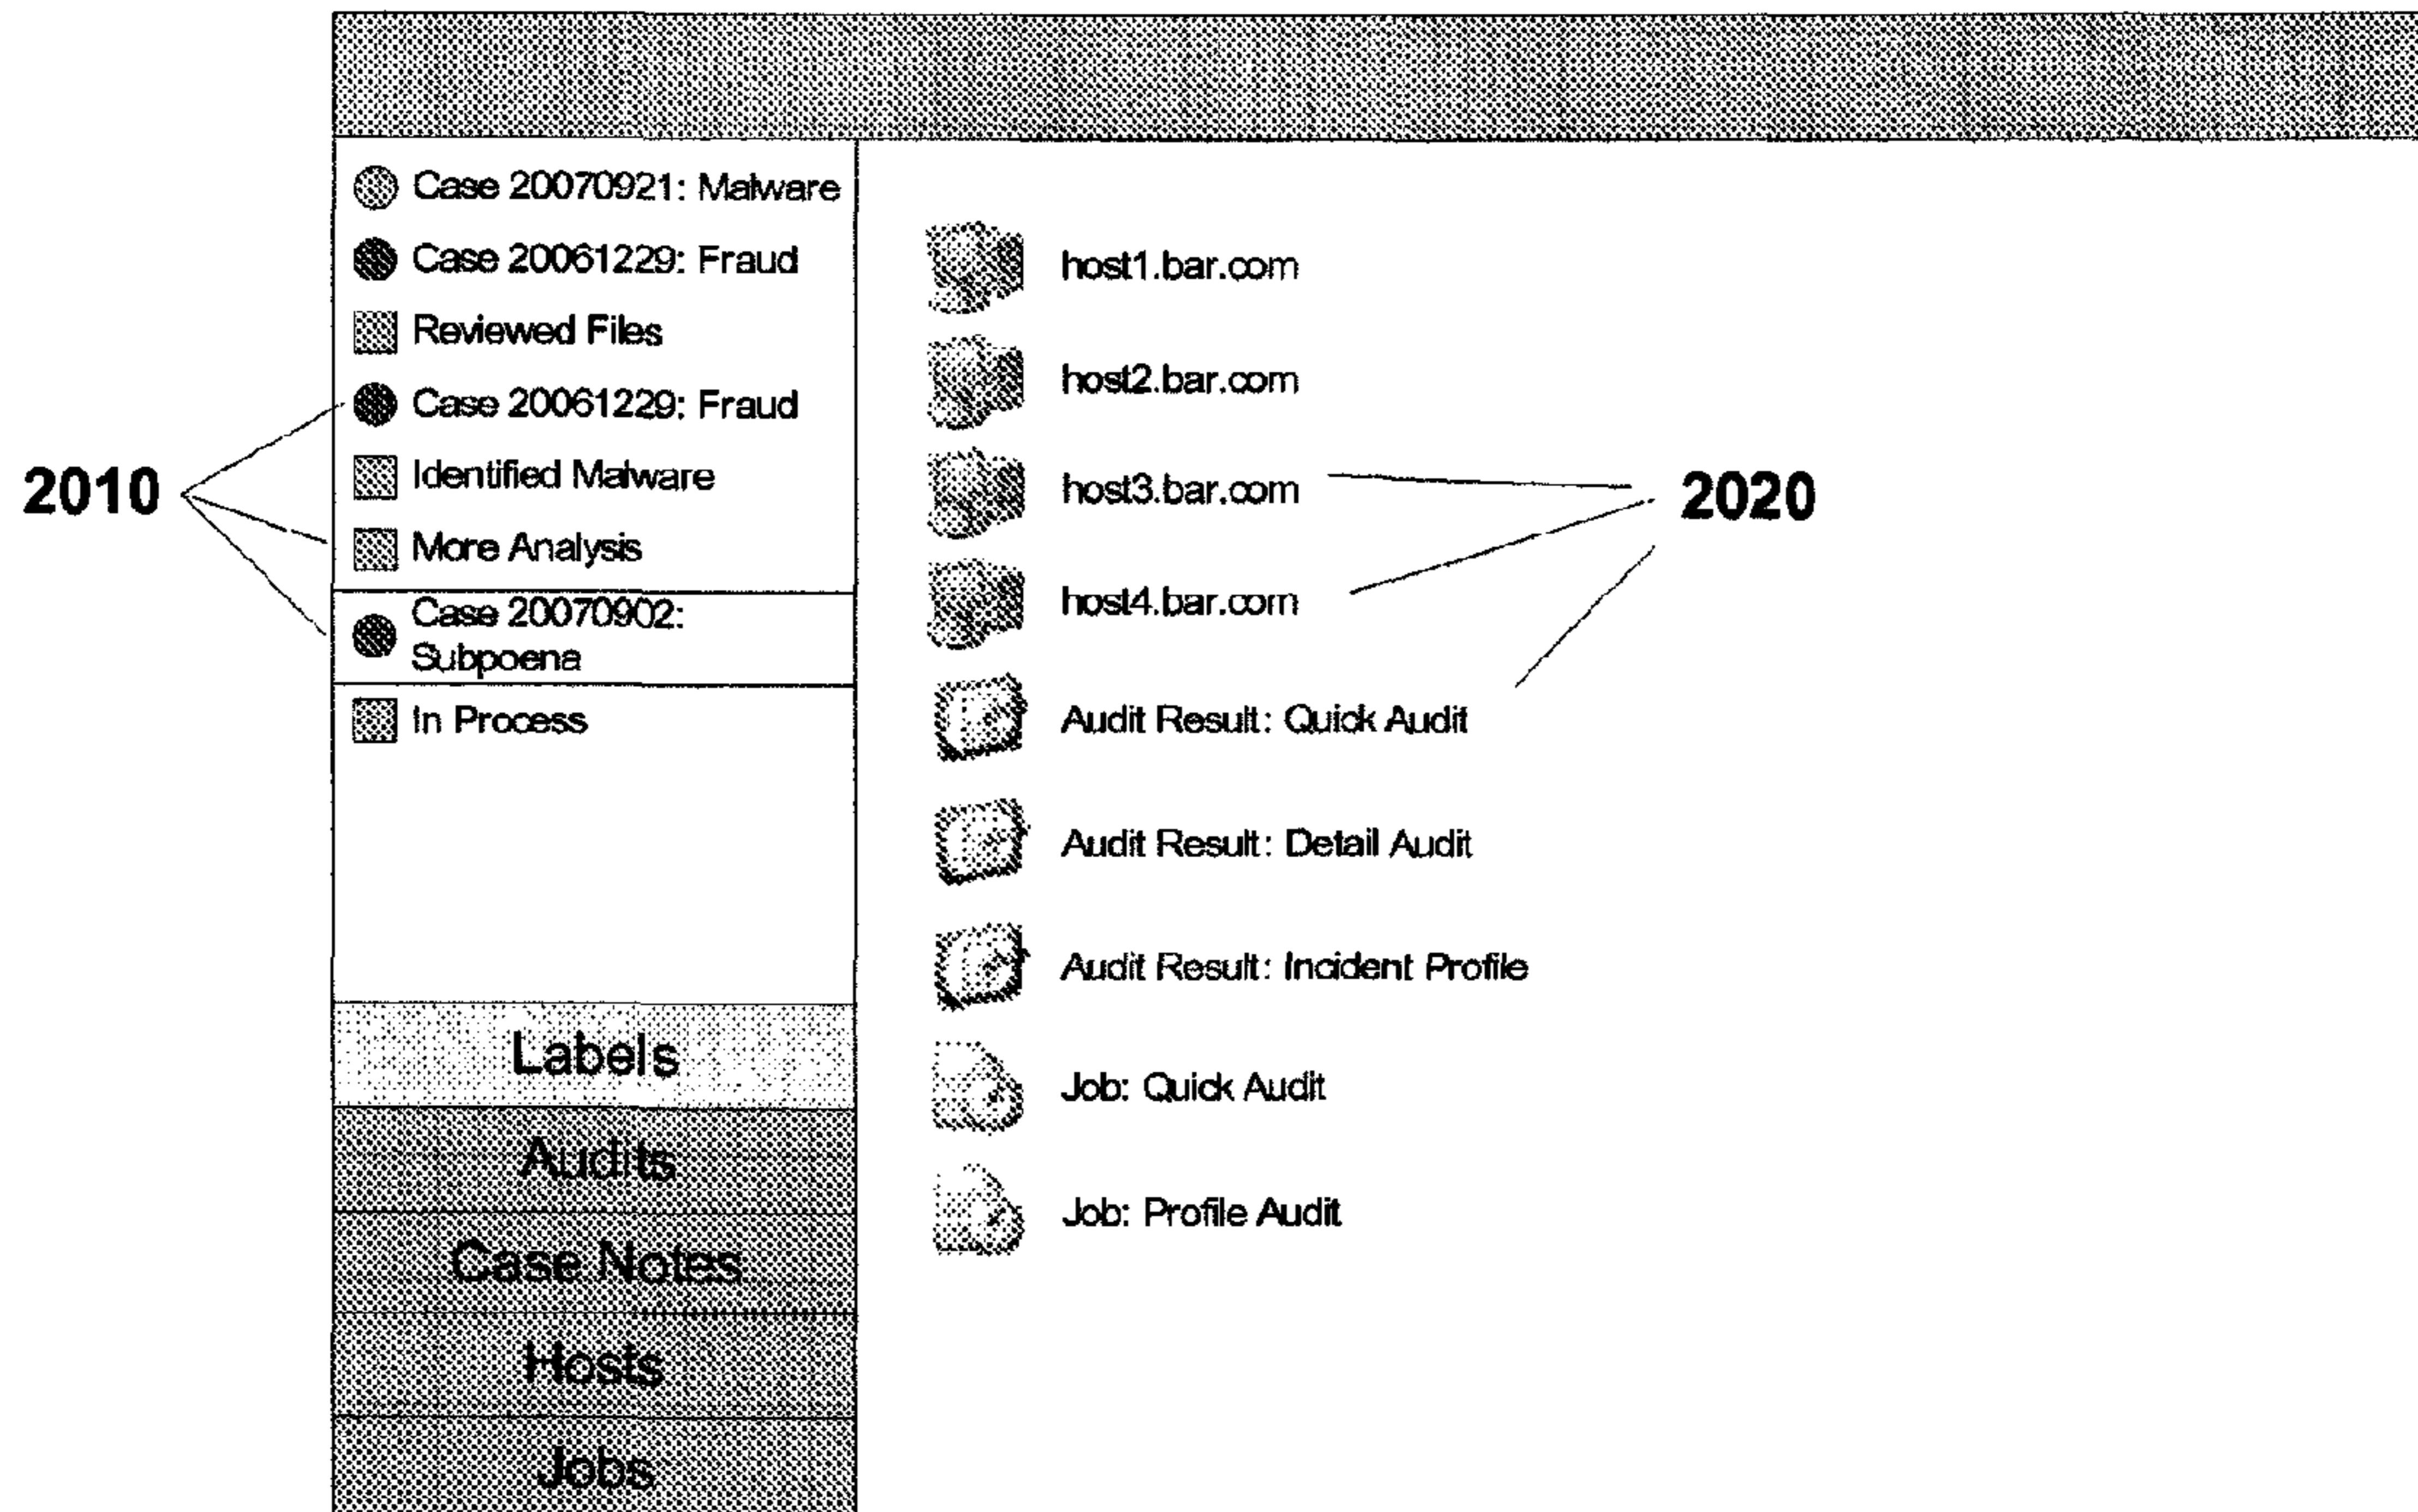 Case 20070921: Malware
Case 20061229: Fraud
Reviewed Files
Case 20061229: Fraud
Identified Malware
More Analysis
Case 20070902:
Subpoena
In Process
Labels
Audits
Case Notes
Hosts
Jobs
2010
host1.bar.com
host2.bar.com
host3.bar.com
host4.bar.com
Audit Result: Quick Audit
Audit Result: Detail Audit
Audit Result: Incident Profile
Job: Quick Audit
Job: Profile Audit
2020